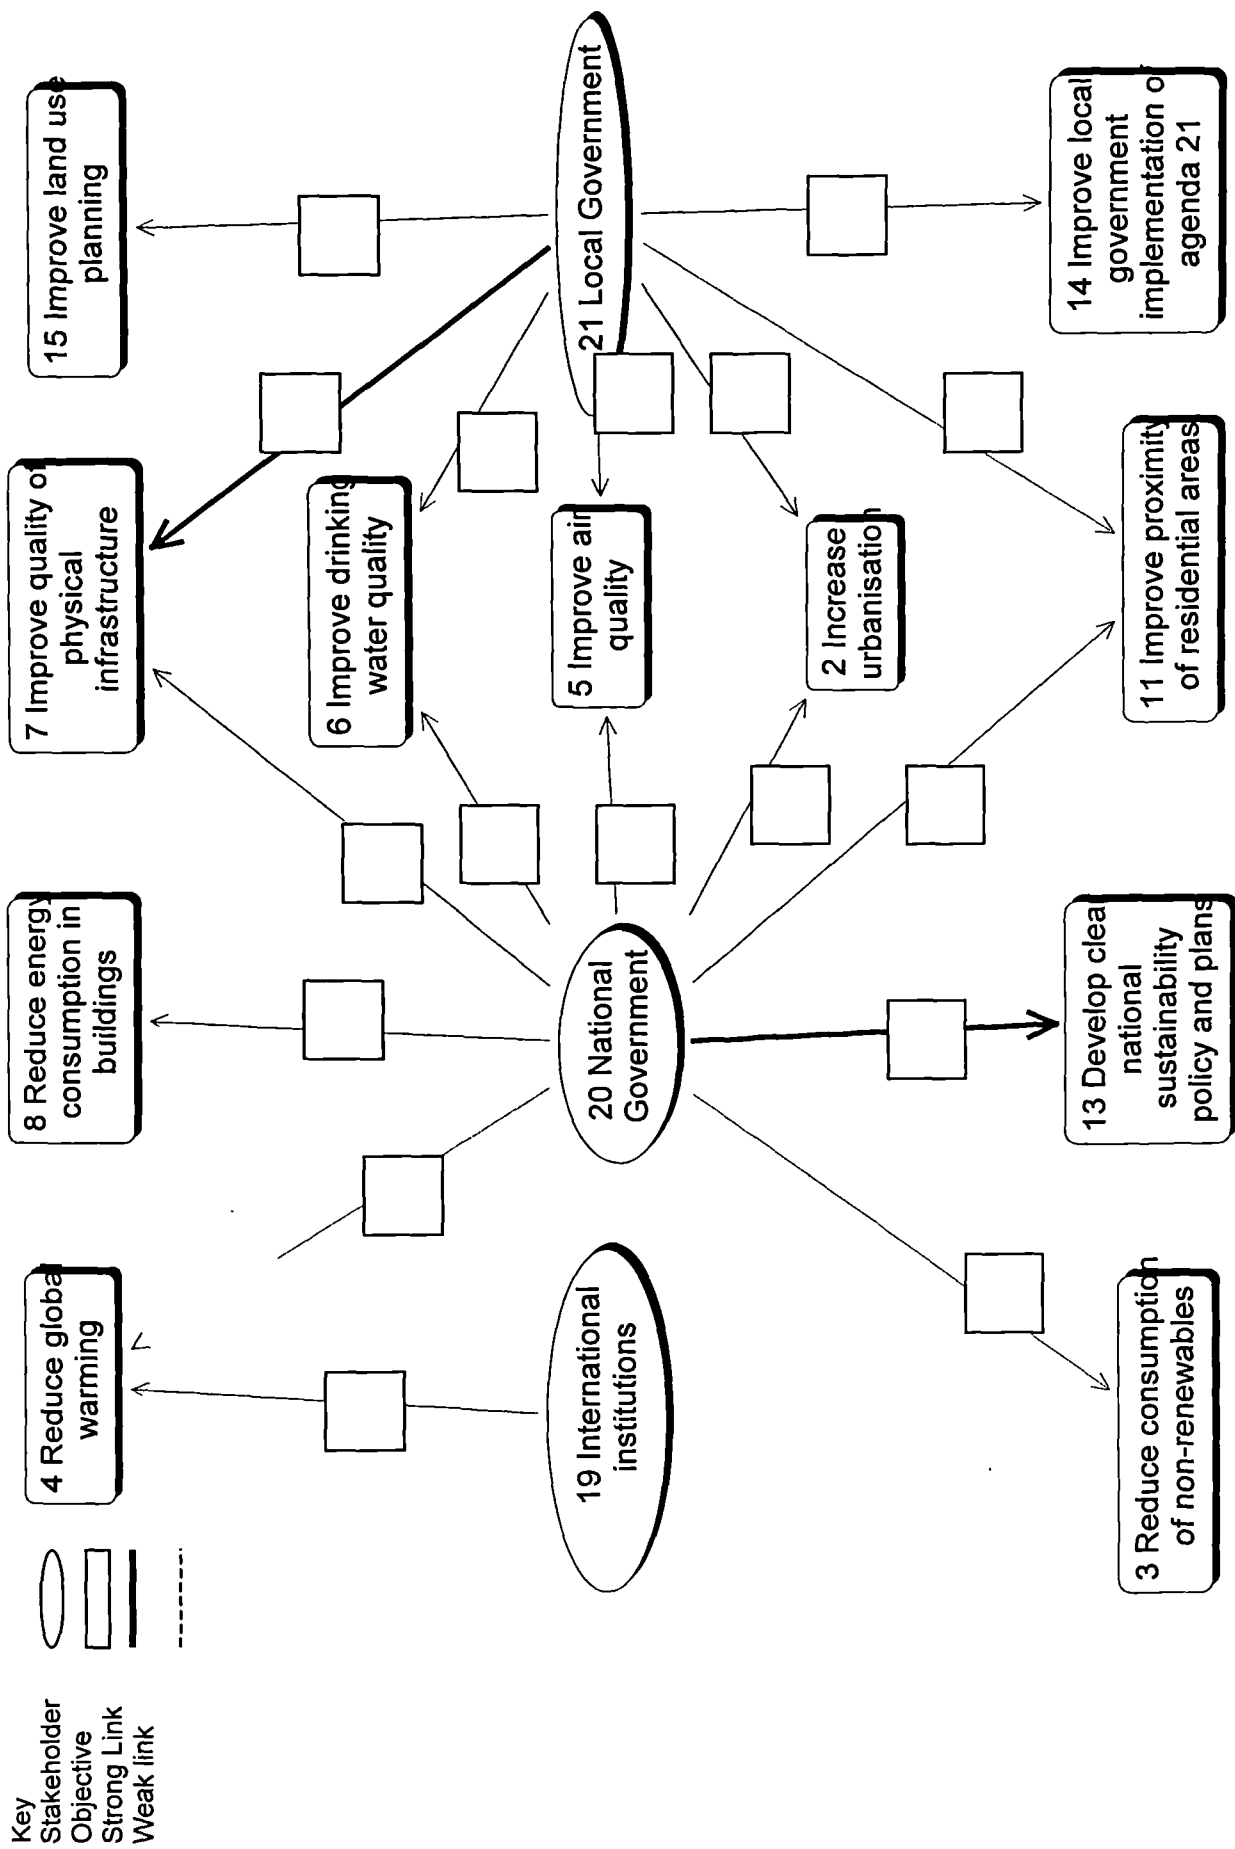 Key
Stakeholder
Objective
Strong Link
Weak link
4 Reduce global
warming
8 Reduce energy
consumption in
buildings
7 Improve quality of
physical
infrastructure
15 Improve land use
planning
6 Improve drinking
water quality
5 Improve air
quality
2 Increase
urbanisation
19 International
institutions
20 National
Government
21 Local Government
3 Reduce consumption
of non-renewables
13 Develop clear
national
sustainability
policy and plans
11 Improve proximity
of residential areas
14 Improve local
government
implementation of
agenda 21